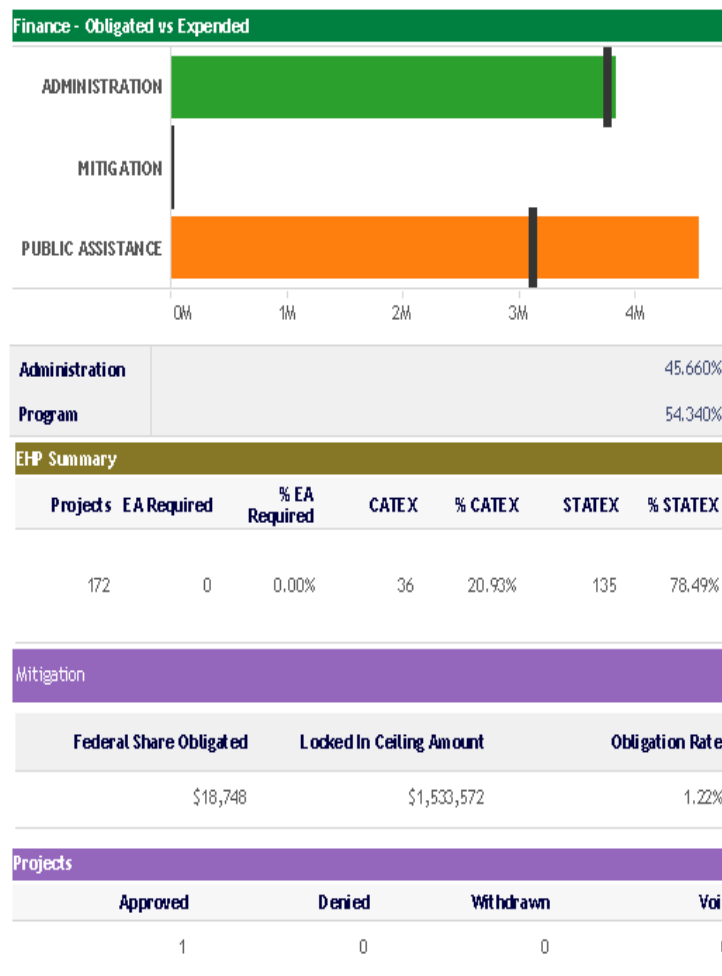 Finance - Obligated vs Expended
ADMINISTRATION
MITIGATION
PUBLIC ASSISTANCE
0M 1M 2M 3M 4M
Administration 45.660%
Program 54.340%
EHP Summary
Projects EA Required % EA Required CATEX % CATEX STATEX % STATEX
172 0 0.00% 36 20.93% 135 78.49%
Mitigation
Federal Share Obligated Locked In Ceiling Amount Obligation Rate
$18,748 $1,533,572 1.22%
Projects
Approved Denied Withdrawn Voi
1 0 0